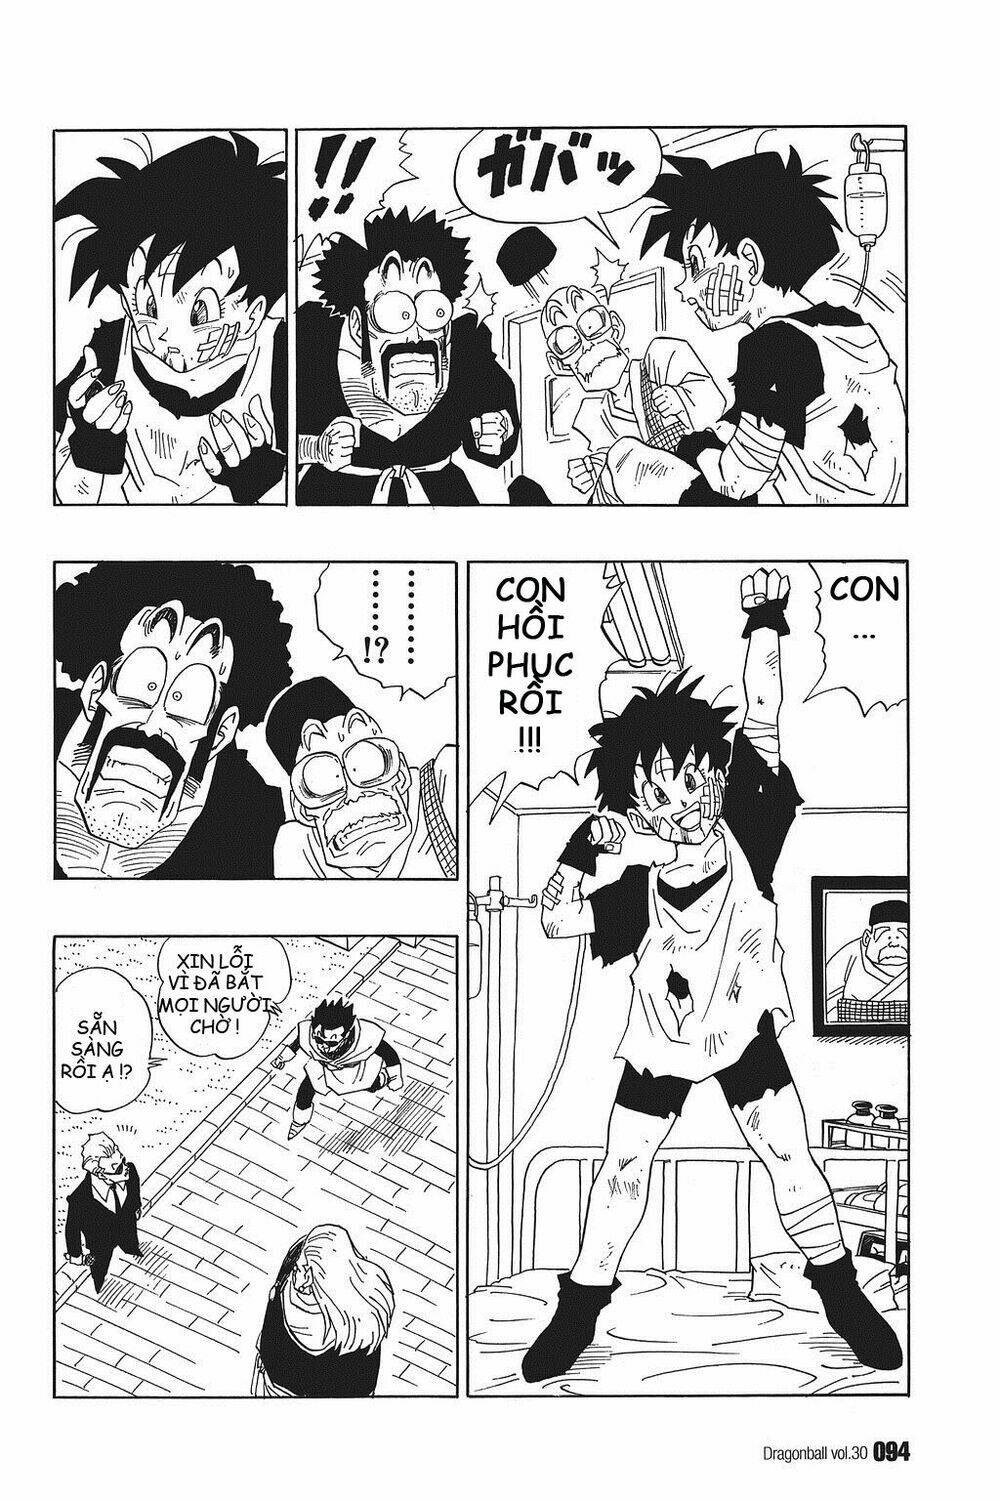 ガバッ
!!
CON
...
CON
HỒI
PHỤC
RỒI
!!!
......
......!?
XIN LỖI
VÌ ĐÃ BẮT
MỌI NGƯỜI
CHỜ !
SẴN
SÀNG
RỒI Ạ !?
Dragonball vol.30 094